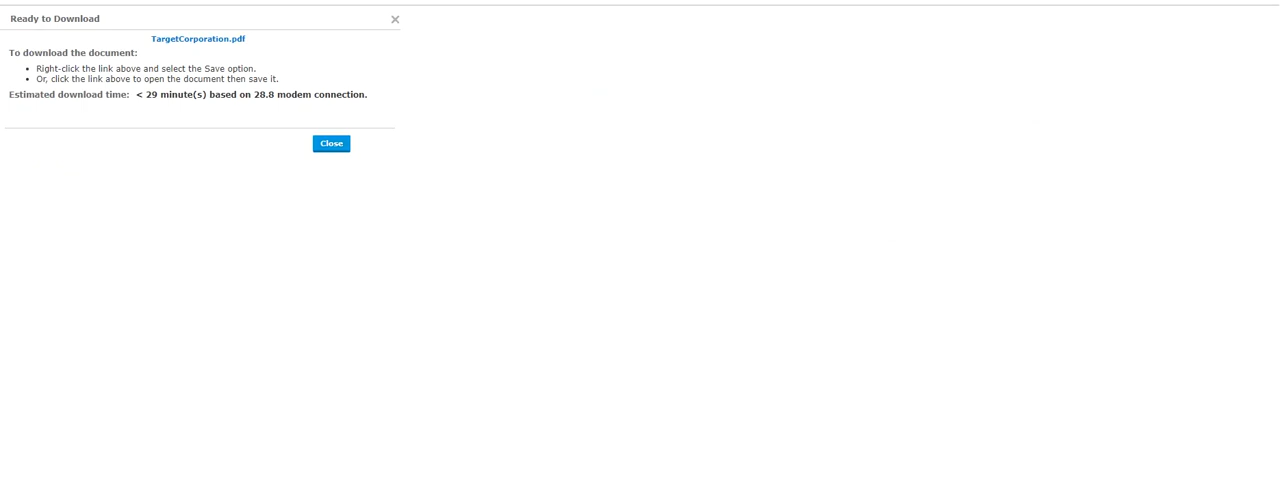 Ready to Download
TargetCorporation.pdf
To download the document:
• Right-click the link above and select the Save option.
• Or, click the link above to open the document then save it.
Estimated download time: < 29 minute(s) based on 28.8 modem connection.
Close